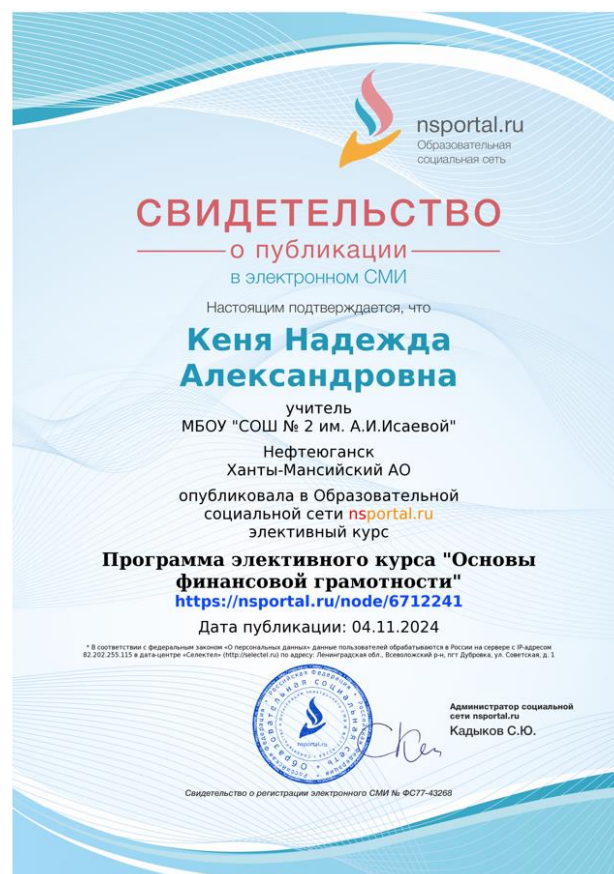 nsportal.ru
Образовательная
социальная сеть
СВИДЕТЕЛЬСТВО
о публикации
в электронном СМИ
Настоящим подтверждается, что
Кеня Надежда
Александровна
учитель
МБОУ "СОШ № 2 им. А.И.Исаевой"
Нефтеюганск
Ханты-Мансийский АО
опубликовала в Образовательной
социальной сети nsportal.ru
элективный курс
Программа элективного курса "Основы
финансовой грамотности"
https://nsportal.ru/node/6712241
Дата публикации: 04.11.2024
* В соответствии с федеральным законом «О персональных данных» данные пользователей обрабатываются в России на сервере с IP-адресом
82.202.255.115 в дата-центре «Селектел» (http://selectel.ru) по адресу: Ленинградская обл., Всеволожский р-н, пгт Дубровка, ул. Советская, д. 1
Образовательная социальная сеть
nsportal.ru
Администратор социальной
сети nsportal.ru
Кадыков С.Ю.
Свидетельство о регистрации электронного СМИ № ФС77-43268